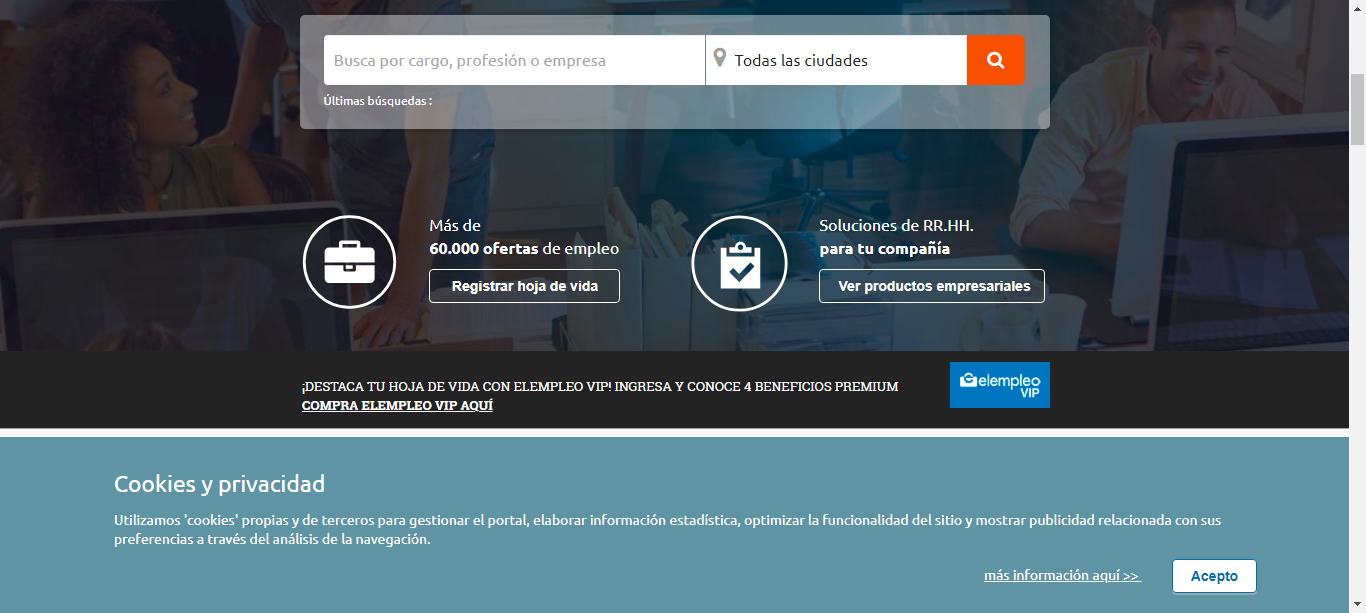 Busca por cargo, profesión o empresa
Todas las ciudades
Últimas búsquedas :
Más de
60.000 ofertas de empleo
Registrar hoja de vida
Soluciones de RR.HH.
para tu compañía
Ver productos empresariales
¡DESTACA TU HOJA DE VIDA CON ELEMPLEO VIP! INGRESA Y CONOCE 4 BENEFICIOS PREMIUM
COMPRA ELEMPLEO VIP AQUÍ
elempleo
VIP
Cookies y privacidad
Utilizamos 'cookies' propias y de terceros para gestionar el portal, elaborar información estadística, optimizar la funcionalidad del sitio y mostrar publicidad relacionada con sus
preferencias a través del análisis de la navegación.
más información aquí >>
Acepto